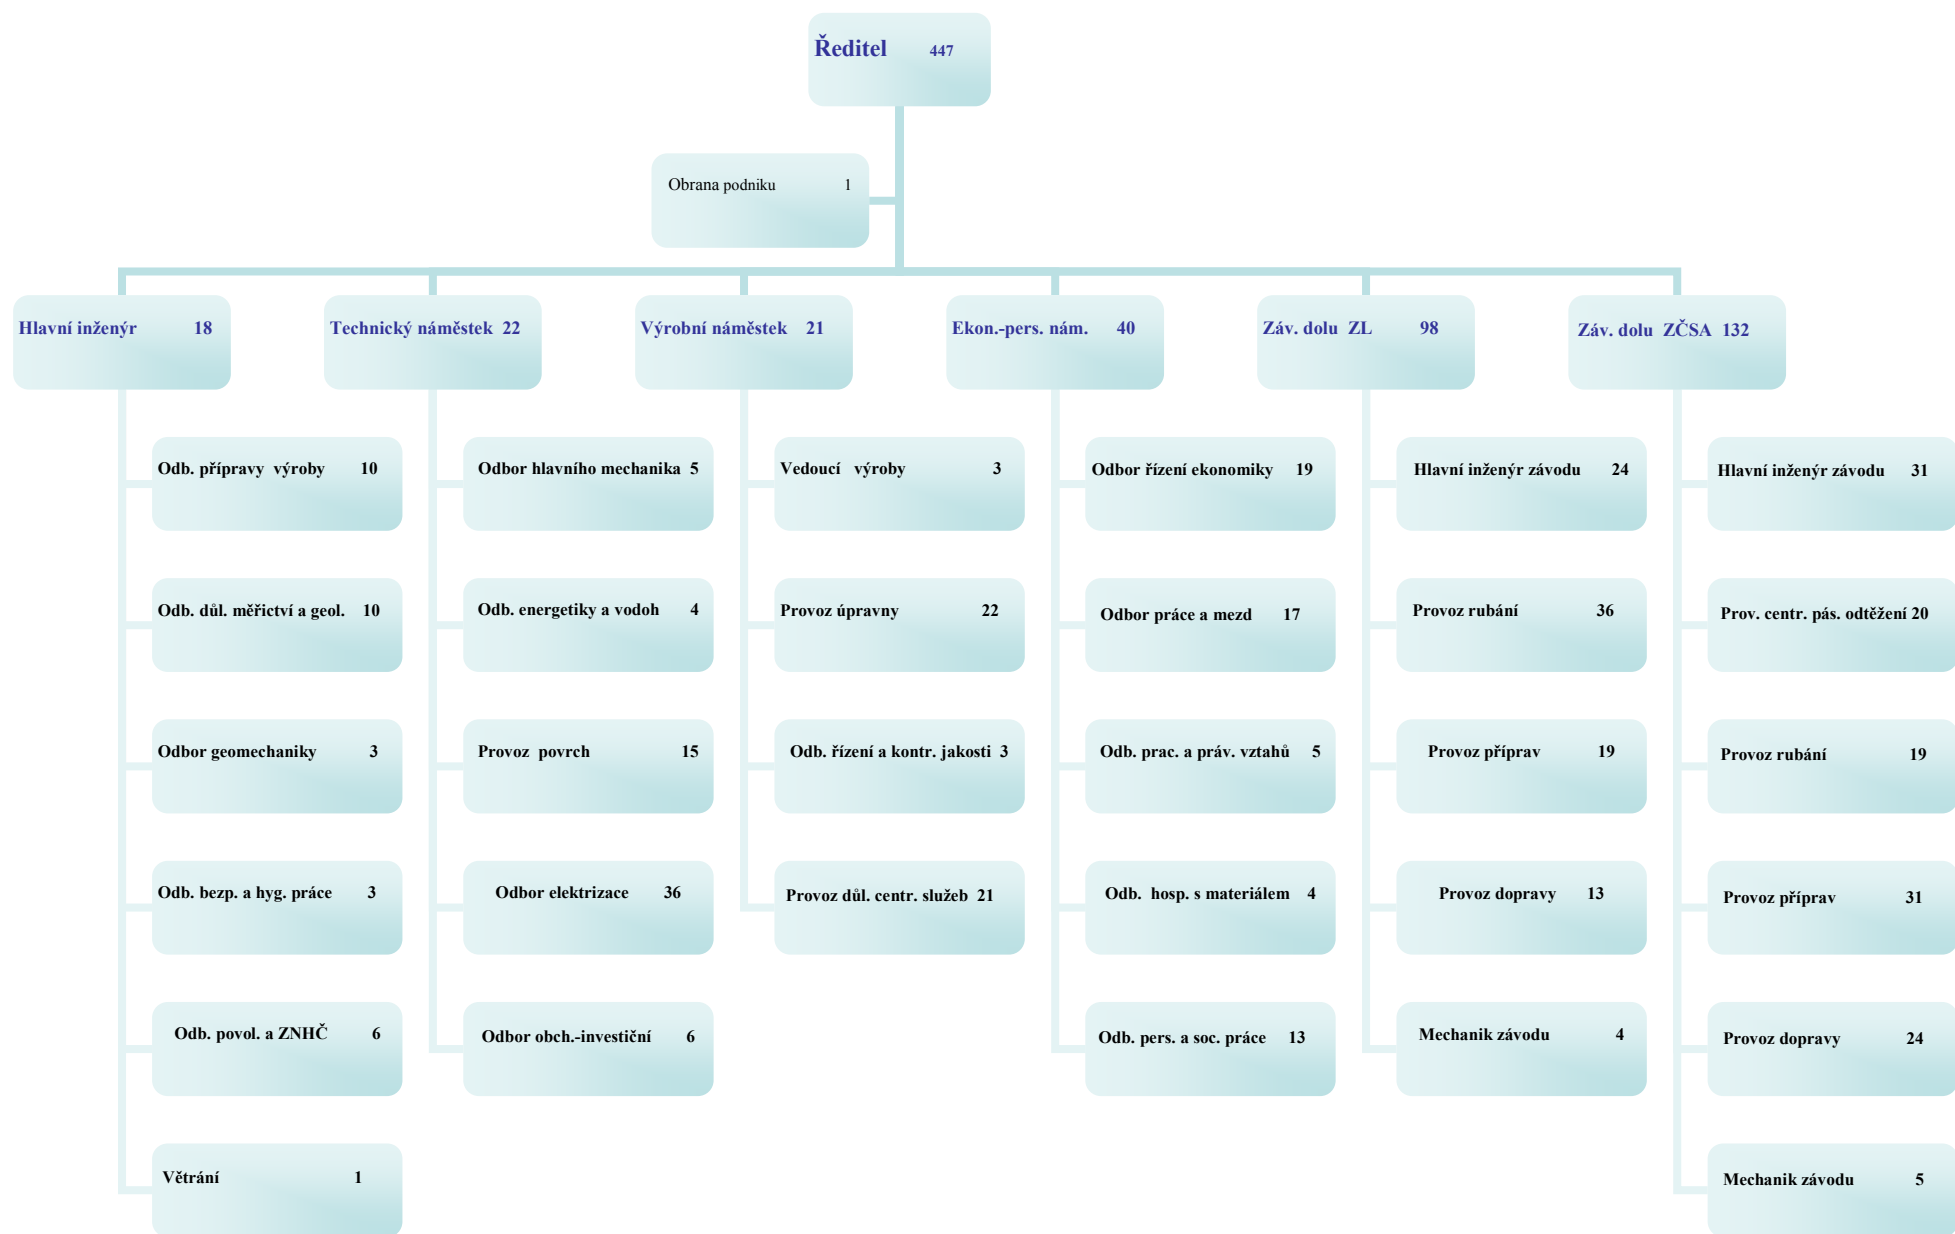 Ředitel 447
Obrana podniku 1
Hlavní inženýr 18
Technický náměstek 22
Výrobní náměstek 21
Ekon.-pers. nám. 40
Záv. dolu ZL 98
Záv. dolu ZČSA 132
Odb. přípravy výroby 10
Odbor hlavního mechanika 5
Vedoucí výroby 3
Odbor řízení ekonomiky 19
Hlavní inženýr závodu 24
Hlavní inženýr závodu 31
Odb. důl. měřictví a geol. 10
Odb. energetiky a vodoh 4
Provoz úpravny 22
Odbor práce a mezd 17
Provoz rubání 36
Prov. centr. pás. odtěžení 20
Odbor geomechaniky 3
Provoz povrch 15
Odb. řízení a kontr. jakosti 3
Odb. prac. a práv. vztahů 5
Provoz příprav 19
Provoz rubání 19
Odb. bezp. a hyg. práce 3
Odbor elektrizace 36
Provoz důl. centr. služeb 21
Odb. hosp. s materiálem 4
Provoz dopravy 13
Provoz příprav 31
Odb. povol. a ZNHČ 6
Odbor obch.-investiční 6
Odb. pers. a soc. práce 13
Mechanik závodu 4
Provoz dopravy 24
Větrání 1
Mechanik závodu 5